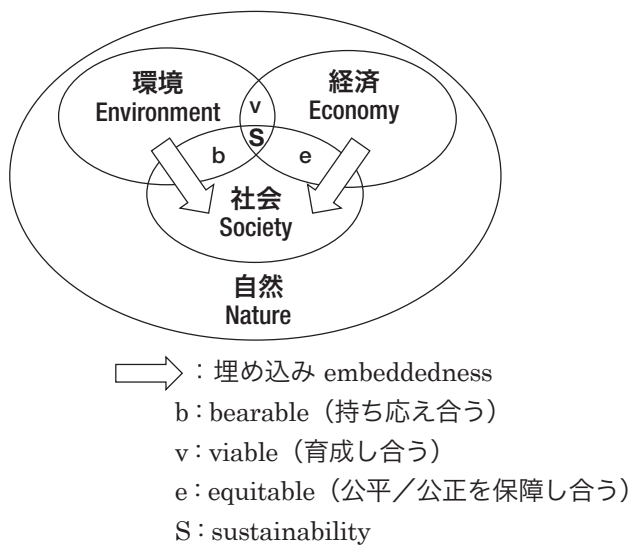 環境
Environment
経済
Economy
v
S
b
e
社会
Society
自然
Nature
：埋め込み embeddedness
b：bearable（持ち応え合う）
v：viable（育成し合う）
e：equitable（公平／公正を保障し合う）
S：sustainability